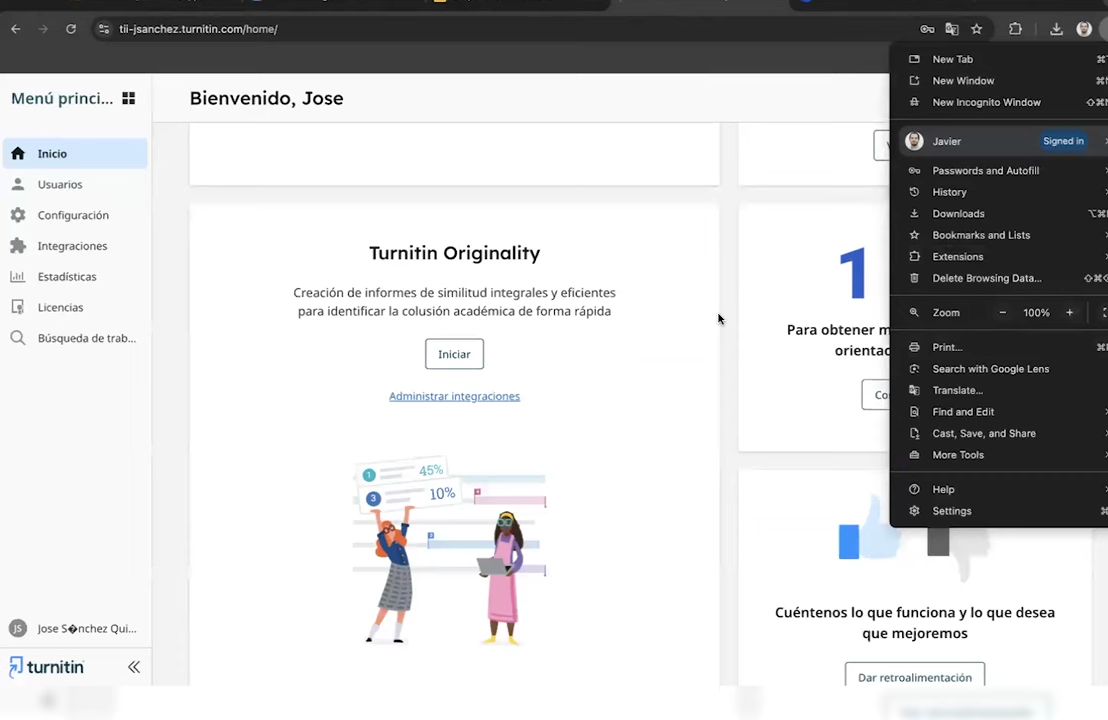 tii-jsanchez.turnitin.com/home/
Menú princi...
Inicio
Usuarios
Configuración
Integraciones
Estadísticas
Licencias
Búsqueda de trab...
JS
Jose S�nchez Qui...
turnitin
Bienvenido, Jose
Turnitin Originality
Creación de informes de similitud integrales y eficientes
para identificar la colusión académica de forma rápida
Iniciar
Administrar integraciones
1 45%
3 10%
1
Para obtener
orientac
Co
Cuéntenos lo que funciona y lo que desea
que mejoremos
Dar retroalimentación
New Tab
New Window
New Incognito Window
Javier Signed in
Passwords and Autofill
History
Downloads
Bookmarks and Lists
Extensions
Delete Browsing Data...
Zoom − 100% +
Print...
Search with Google Lens
Translate...
Find and Edit
Cast, Save, and Share
More Tools
Help
Settings